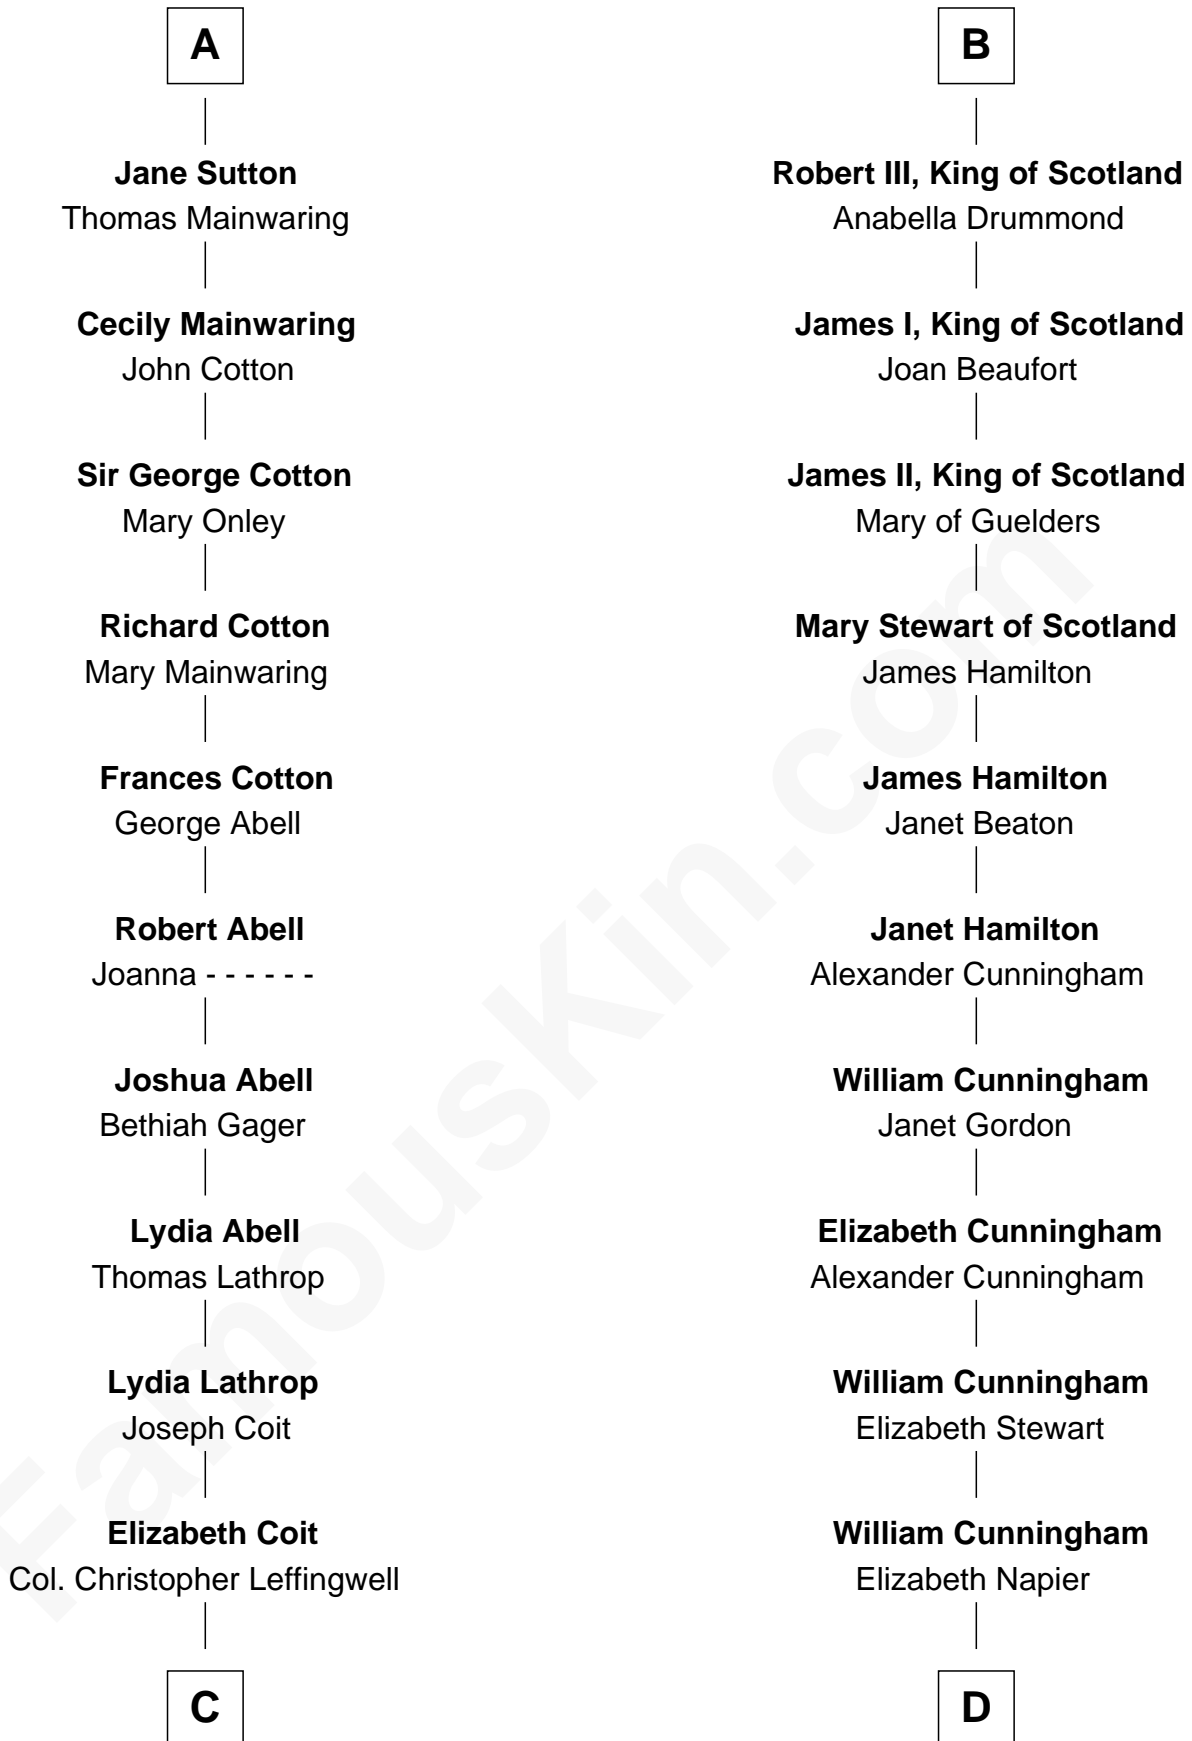 A
Jane Sutton
Thomas Mainwaring
Cecily Mainwaring
John Cotton
Sir George Cotton
Mary Onley
Richard Cotton
Mary Mainwaring
Frances Cotton
George Abell
Robert Abell
Joanna - - - - - -
Joshua Abell
Bethiah Gager
Lydia Abell
Thomas Lathrop
Lydia Lathrop
Joseph Coit
Elizabeth Coit
Col. Christopher Leffingwell
C
B
Robert III, King of Scotland
Anabella Drummond
James I, King of Scotland
Joan Beaufort
James II, King of Scotland
Mary of Guelders
Mary Stewart of Scotland
James Hamilton
James Hamilton
Janet Beaton
Janet Hamilton
Alexander Cunningham
William Cunningham
Janet Gordon
Elizabeth Cunningham
Alexander Cunningham
William Cunningham
Elizabeth Stewart
William Cunningham
Elizabeth Napier
D
FamousKin.com